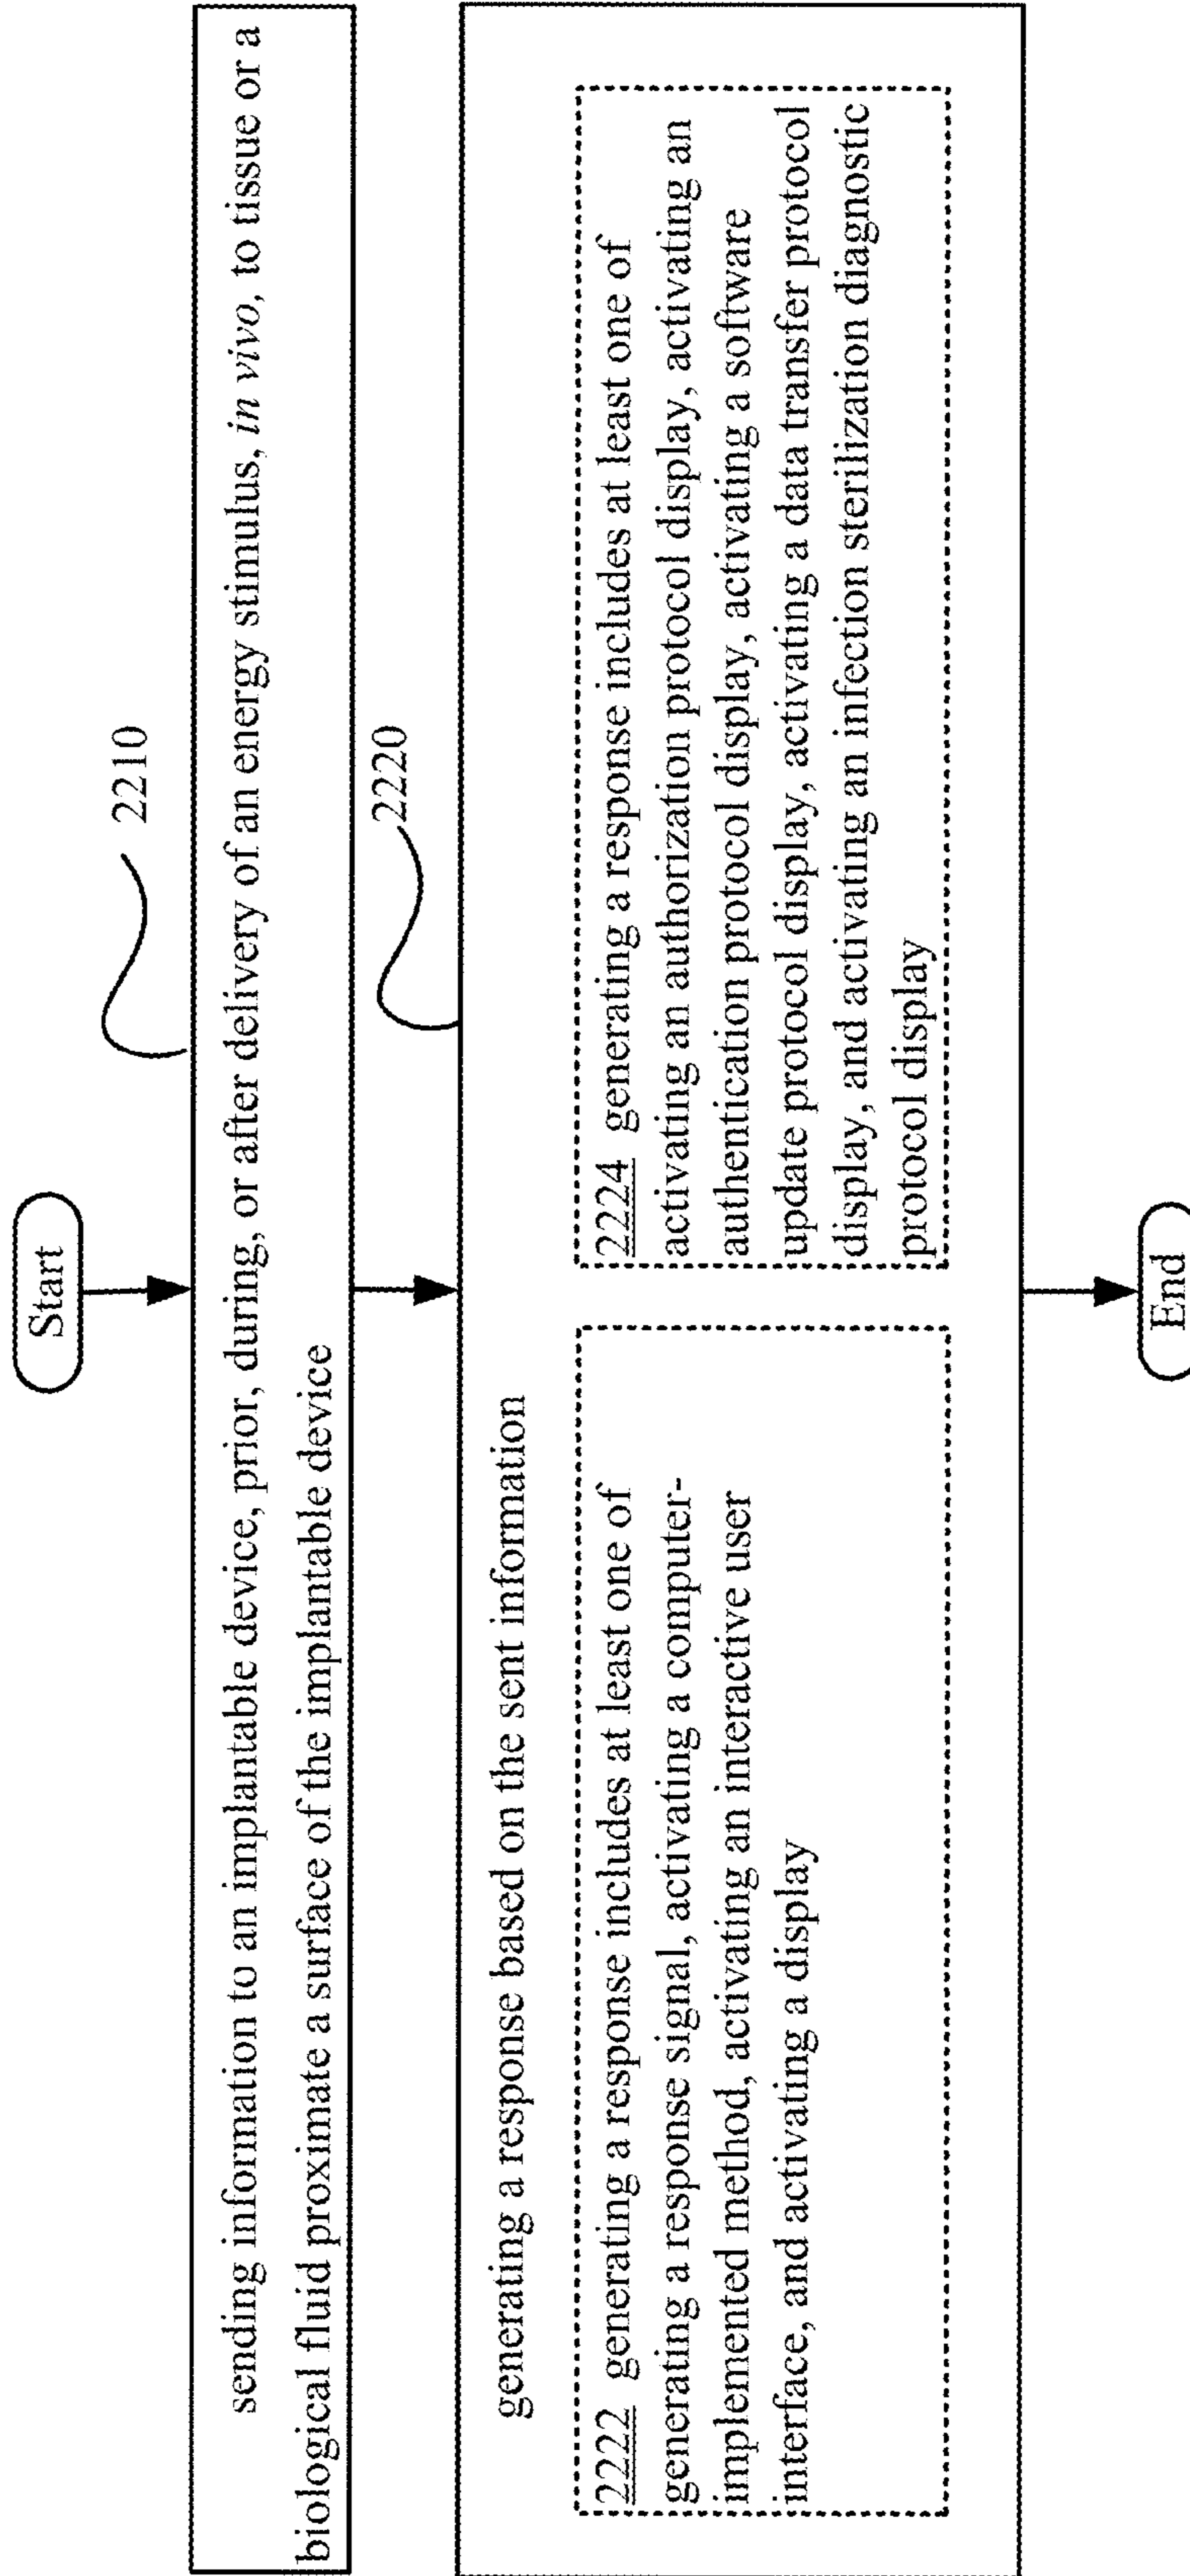 Start
2210
sending information to an implantable device, prior, during, or after delivery of an energy stimulus, in vivo, to tissue or a
biological fluid proximate a surface of the implantable device
2220
generating a response based on the sent information
2222 generating a response includes at least one of
generating a response signal, activating a computer-
implemented method, activating an interactive user
interface, and activating a display
2224 generating a response includes at least one of
activating an authorization protocol display, activating an
authentication protocol display, activating a software
update protocol display, activating a data transfer protocol
display, and activating an infection sterilization diagnostic
protocol display
End